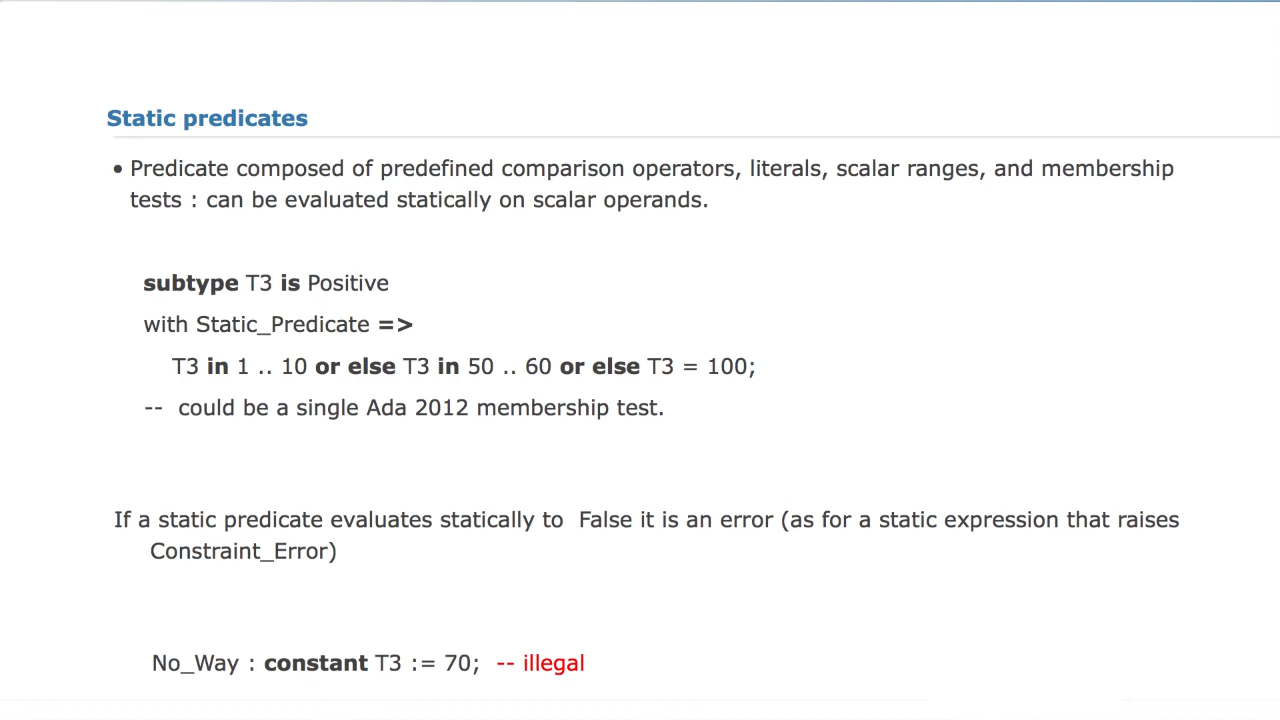 Static predicates
• Predicate composed of predefined comparison operators, literals, scalar ranges, and membership
tests : can be evaluated statically on scalar operands.
subtype T3 is Positive
with Static_Predicate =>
T3 in 1 .. 10 or else T3 in 50 .. 60 or else T3 = 100;
-- could be a single Ada 2012 membership test.
If a static predicate evaluates statically to False it is an error (as for a static expression that raises
Constraint_Error)
No_Way : constant T3 := 70; -- illegal